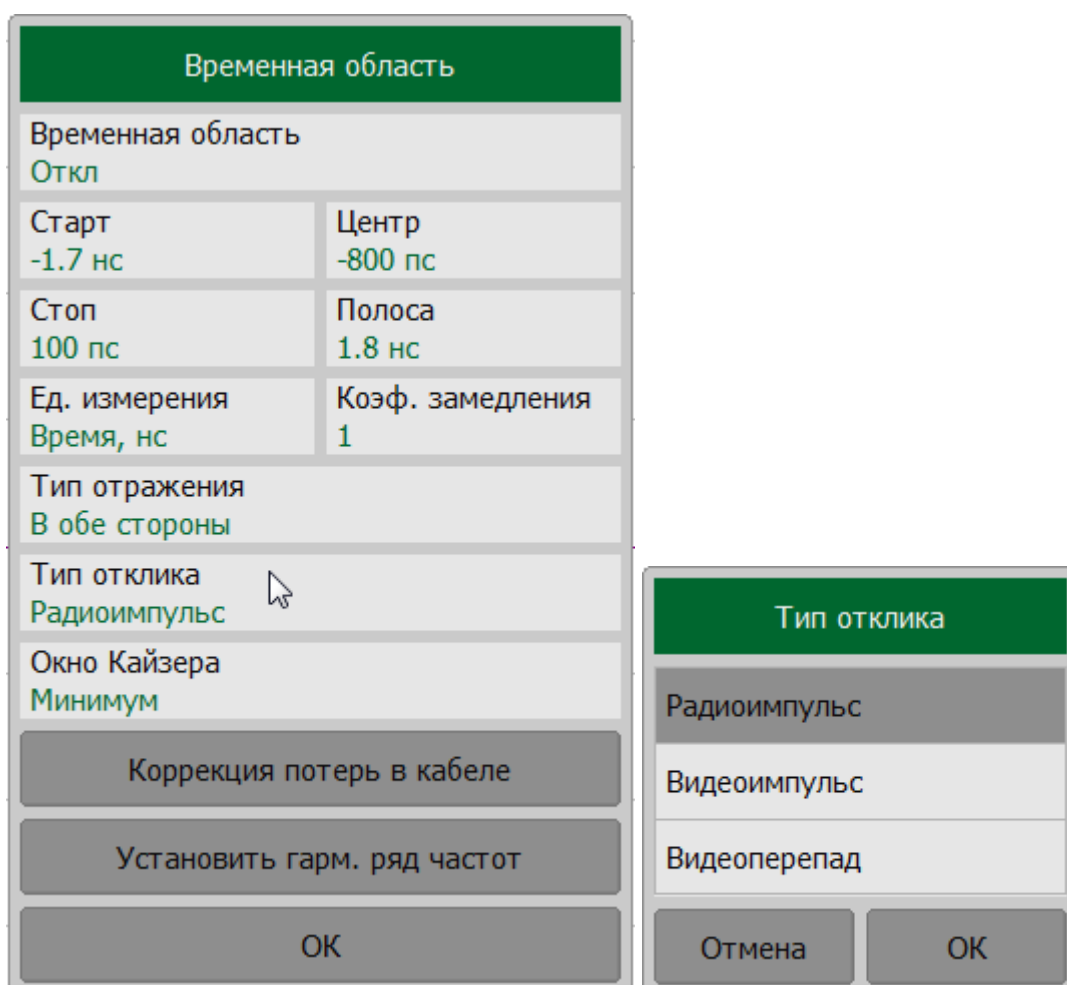 Временная область
Временная область
Откл
Старт
-1.7 нс
Центр
-800 пс
Стоп
100 пс
Полоса
1.8 нс
Ед. измерения
Время, нс
Коэф. замедления
1
Тип отражения
В обе стороны
Тип отклика
Радиоимпульс
Окно Кайзера
Минимум
Коррекция потерь в кабеле
Установить гарм. ряд частот
ОК
Тип отклика
Радиоимпульс
Видеоимпульс
Видеоперепад
Отмена
ОК